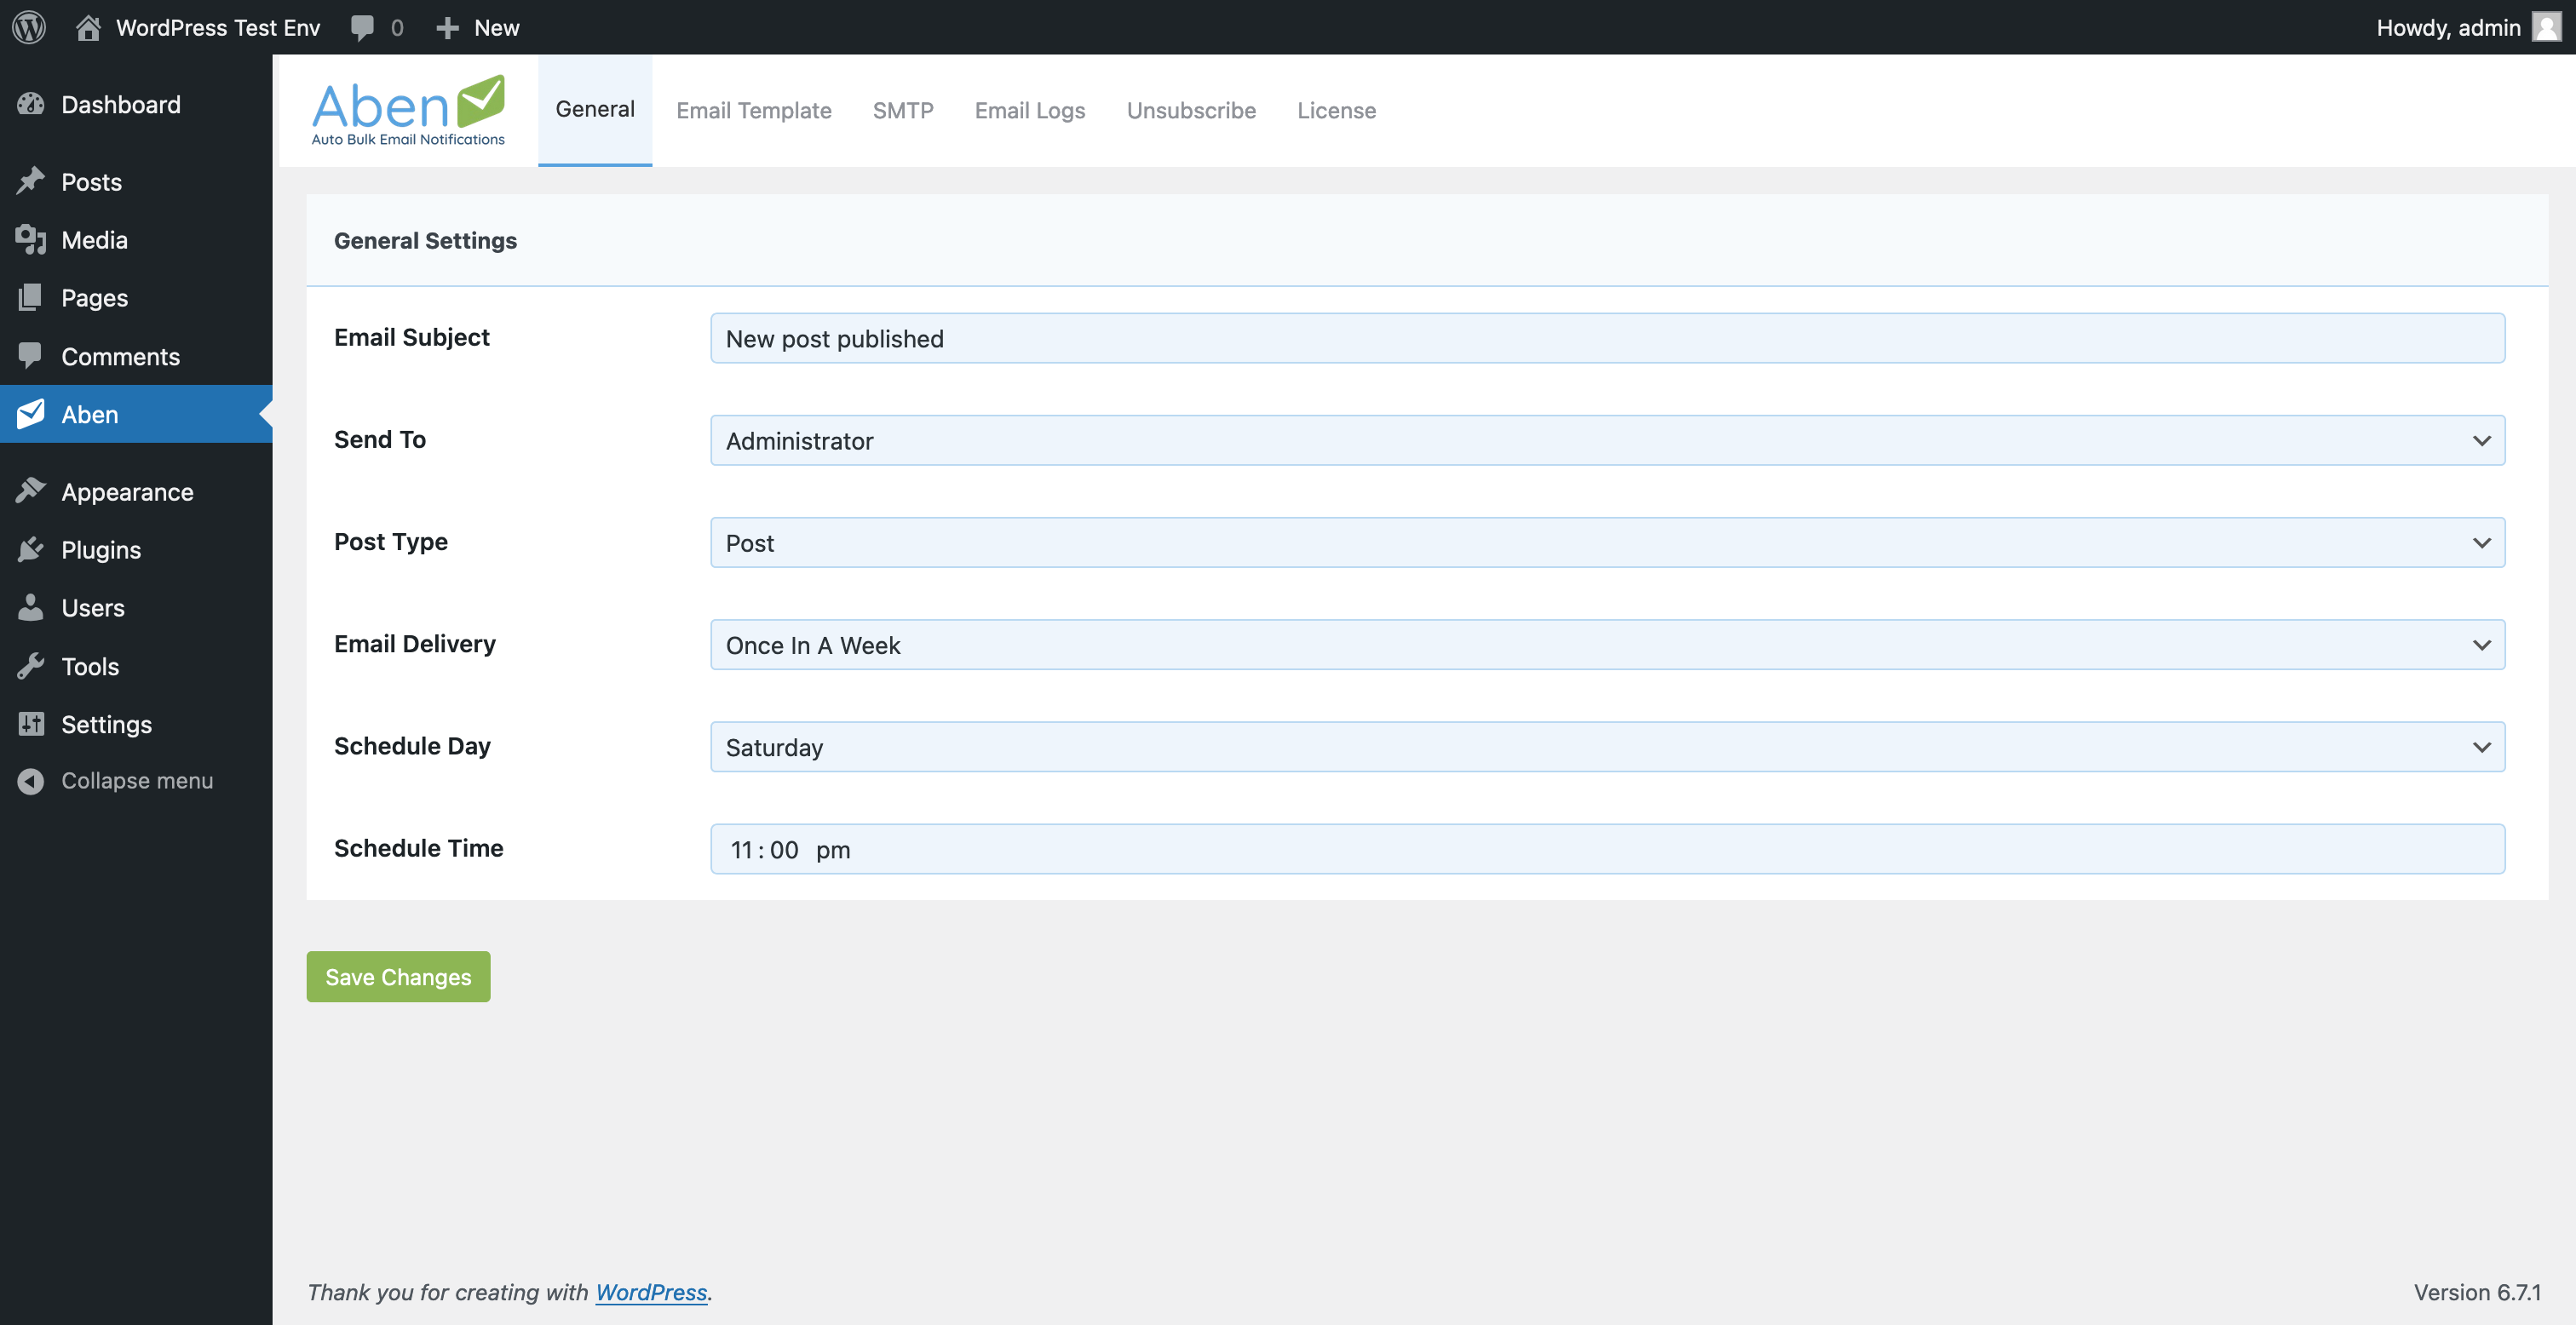 WordPress Test Env 0 New Howdy, admin
Dashboard
Posts
Media
Pages
Comments
Aben
Appearance
Plugins
Users
Tools
Settings
Collapse menu
Aben
Auto Bulk Email Notifications
General Email Template SMTP Email Logs Unsubscribe License
General Settings
Email Subject New post published
Send To Administrator
Post Type Post
Email Delivery Once In A Week
Schedule Day Saturday
Schedule Time 11:00 pm
Save Changes
Thank you for creating with WordPress. Version 6.7.1